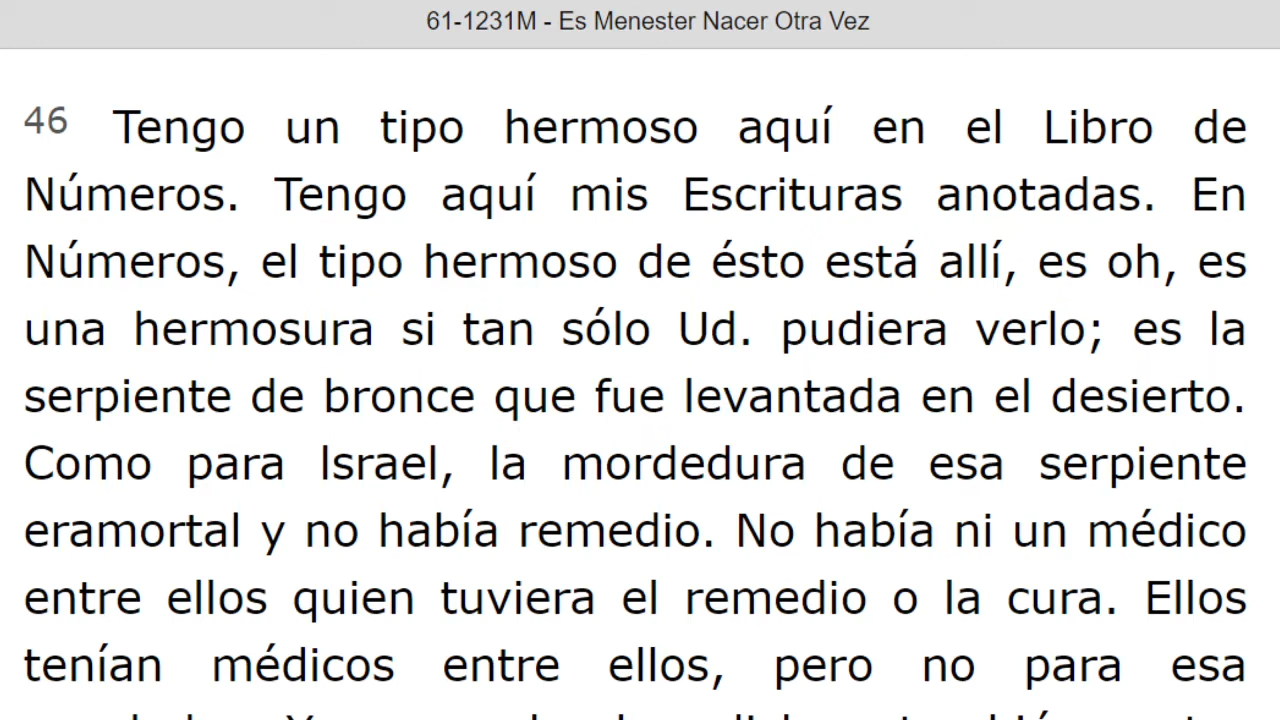 61-1231M - Es Menester Nacer Otra Vez
46 Tengo un tipo hermoso aquí en el Libro de
Números. Tengo aquí mis Escrituras anotadas. En
Números, el tipo hermoso de ésto está allí, es oh, es
una hermosura si tan sólo Ud. pudiera verlo; es la
serpiente de bronce que fue levantada en el desierto.
Como para Israel, la mordedura de esa serpiente
eramortal y no había remedio. No había ni un médico
entre ellos quien tuviera el remedio o la cura. Ellos
tenían médicos entre ellos, pero no para esa